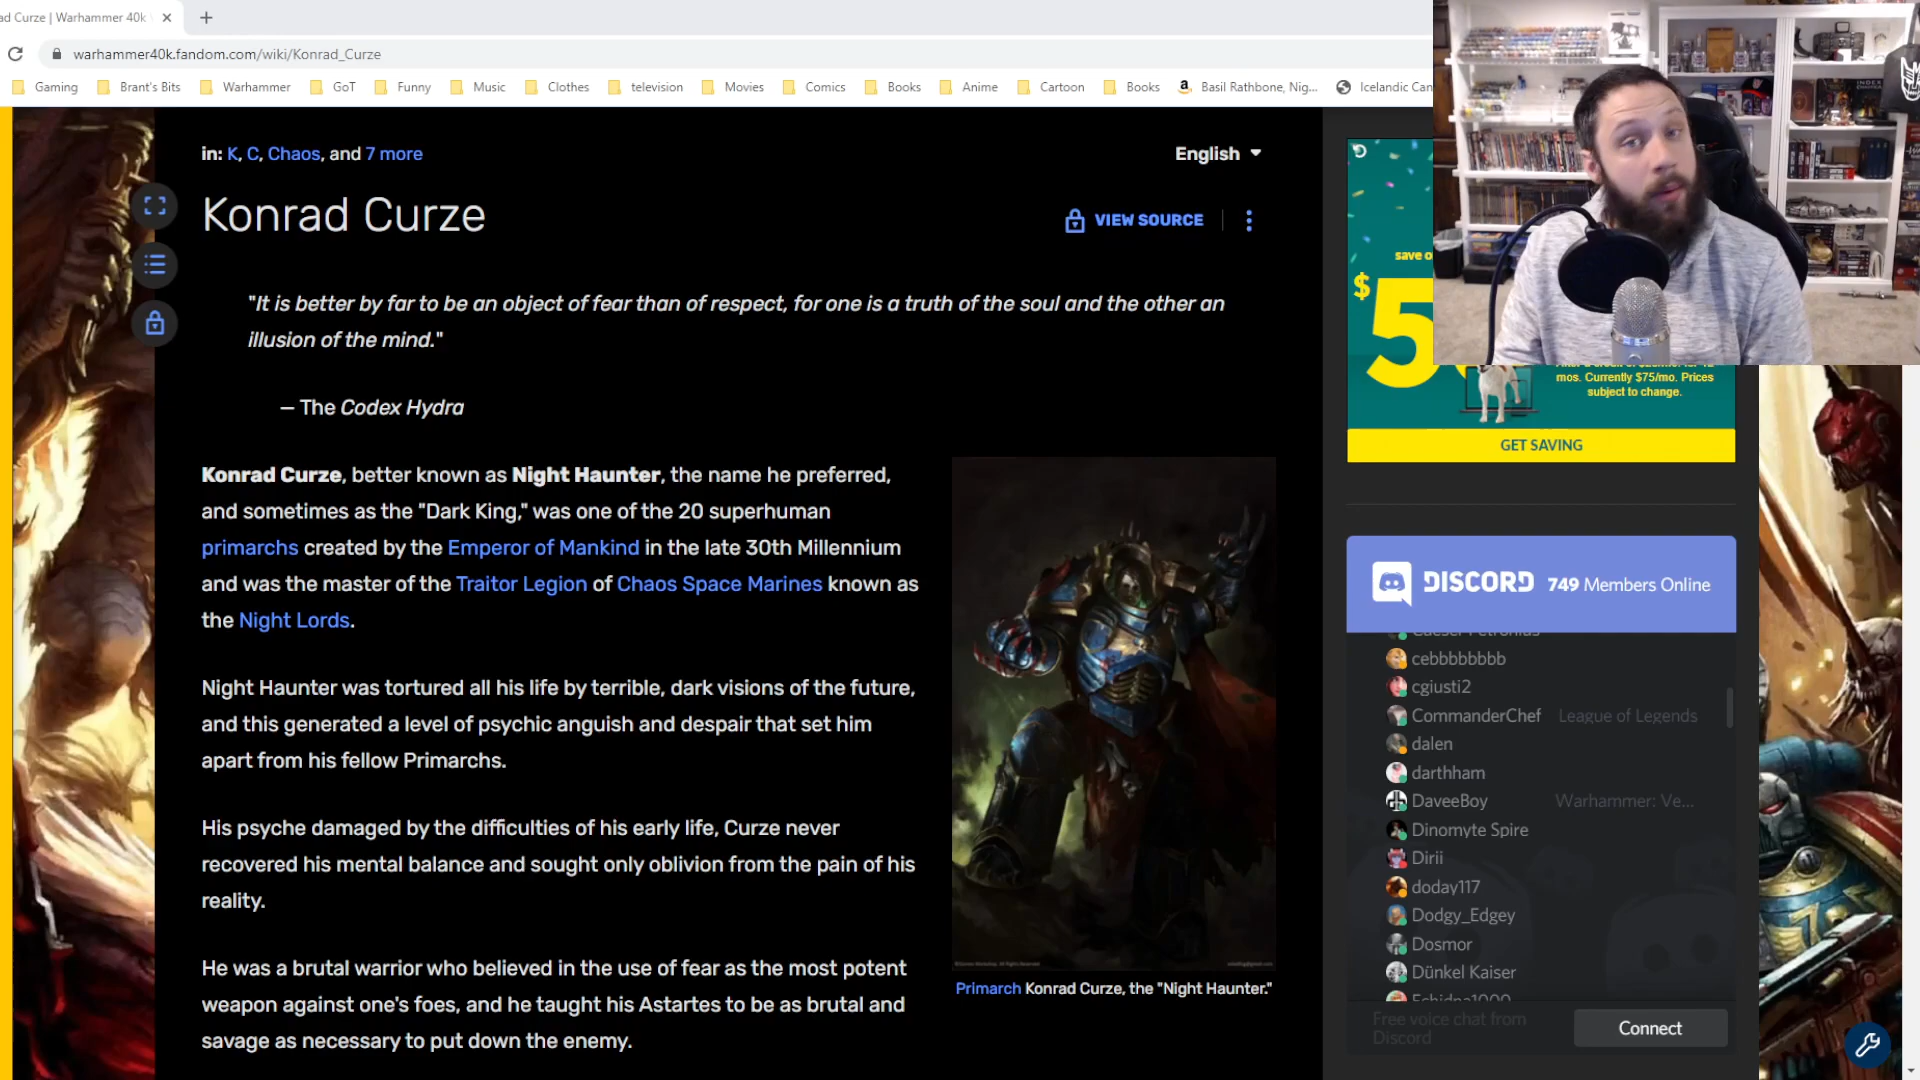 ad Curze | Warhammer 40k
warhammer40k.fandom.com/wiki/Konrad_Curze
Gaming Brant's Bits Warhammer GoT Funny Music Clothes television Movies Comics Books Anime Cartoon Books Basil Rathbone, Nig... Icelandic Can
in: K, C, Chaos, and 7 more
English
Konrad Curze
VIEW SOURCE
"It is better by far to be an object of fear than of respect, for one is a truth of the soul and the other an
illusion of the mind."
— The Codex Hydra
Konrad Curze, better known as Night Haunter, the name he preferred,
and sometimes as the "Dark King," was one of the 20 superhuman
primarchs created by the Emperor of Mankind in the late 30th Millennium
and was the master of the Traitor Legion of Chaos Space Marines known as
the Night Lords.
Night Haunter was tortured all his life by terrible, dark visions of the future,
and this generated a level of psychic anguish and despair that set him
apart from his fellow Primarchs.
His psyche damaged by the difficulties of his early life, Curze never
recovered his mental balance and sought only oblivion from the pain of his
reality.
He was a brutal warrior who believed in the use of fear as the most potent
weapon against one's foes, and he taught his Astartes to be as brutal and
savage as necessary to put down the enemy.
Primarch Konrad Curze, the "Night Haunter."
save
$5
mos. Currently $75/mo. Prices
subject to change.
GET SAVING
DISCORD 749 Members Online
cebbbbbbbb
cgiusti2
CommanderChef League of Legends
dalen
darthham
DaveeBoy Warhammer: Ve...
Dinomyte Spire
Dirii
doday117
Dodgy_Edgey
Dosmor
Dünkel Kaiser
Free voice chat from
Discord
Connect